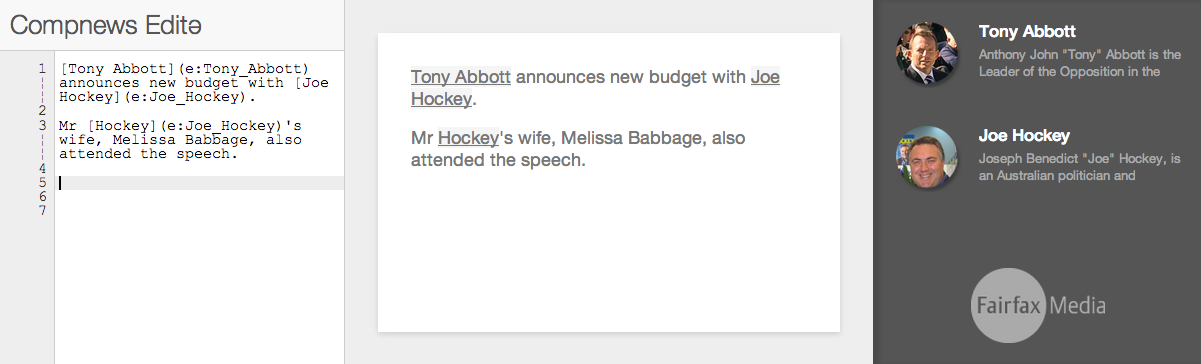 Compnews Editə
1 [Tony Abbott](e:Tony_Abbott)
announces new budget with [Joe
Hockey](e:Joe_Hockey).
2
3 Mr [Hockey](e:Joe_Hockey)'s
wife, Melissa Babbage, also
attended the speech.
4
5
6
7
Tony Abbott announces new budget with Joe
Hockey.
Mr Hockey's wife, Melissa Babbage, also
attended the speech.
Tony Abbott
Anthony John "Tony" Abbott is the
Leader of the Opposition in the
Joe Hockey
Joseph Benedict "Joe" Hockey, is
an Australian politician and
Fairfax Media